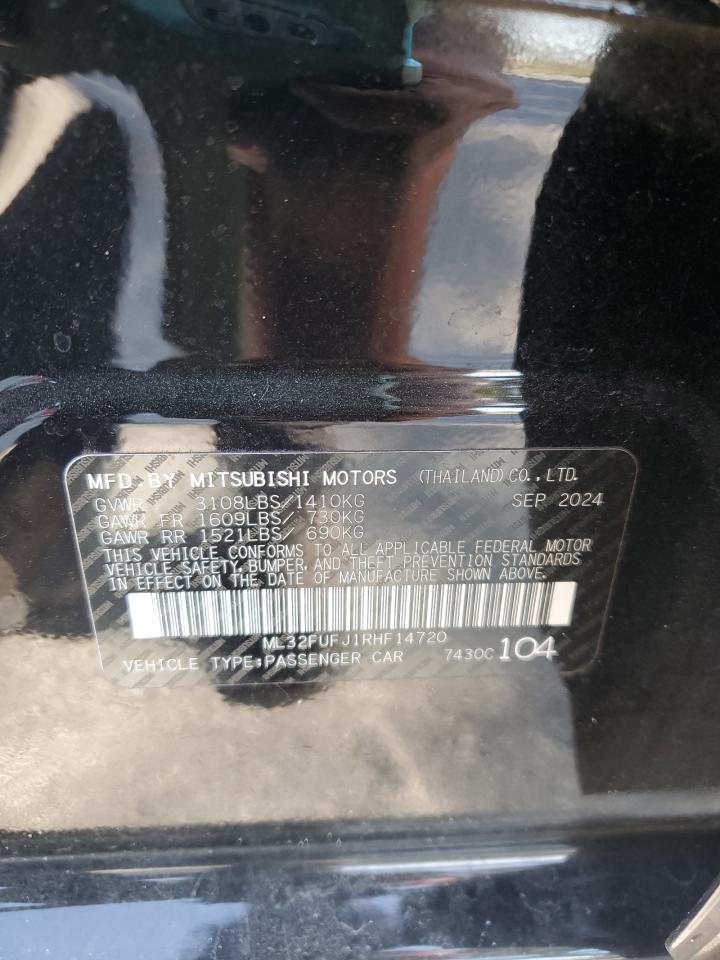 MFD BY MITSUBISHI MOTORS (THAILAND) CO., LTD.
GVWR 3108LBS/1410KG SEP 2024
GAWR FR 1609LBS/ 730KG
GAWR RR 1521LBS/ 690KG
THIS VEHICLE CONFORMS TO ALL APPLICABLE FEDERAL MOTOR
VEHICLE SAFETY, BUMPER, AND THEFT PREVENTION STANDARDS
IN EFFECT ON THE DATE OF MANUFACTURE SHOWN ABOVE.
ML32FUFJ1RHF14720
VEHICLE TYPE:PASSENGER CAR 7430C 104